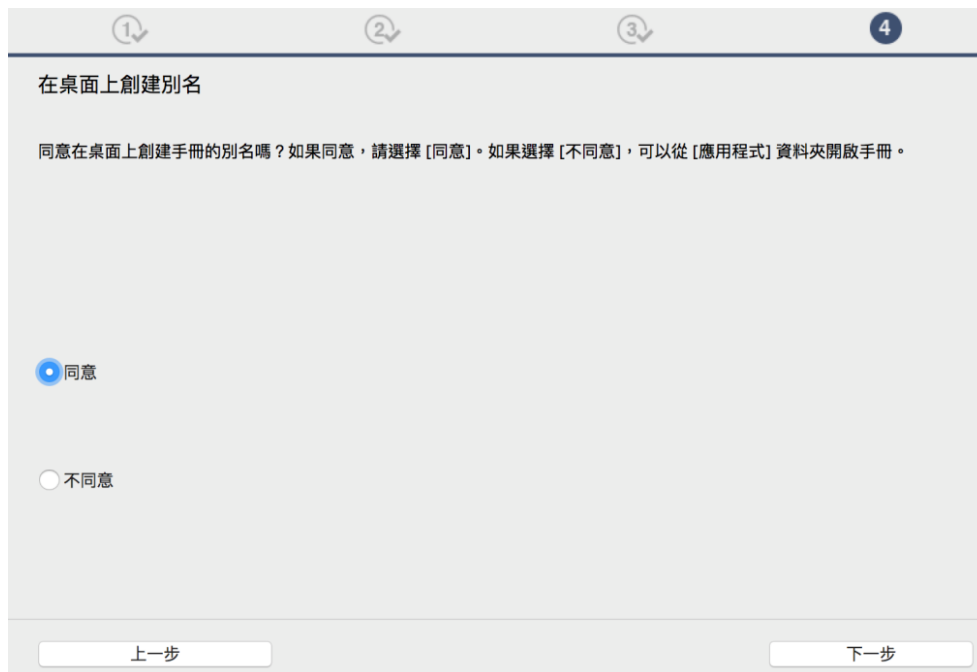 1 2 3 4
在桌面上創建別名
同意在桌面上創建手冊的別名嗎？如果同意，請選擇 [同意]。如果選擇 [不同意]，可以從 [應用程式] 資料夾開啟手冊。
同意
不同意
上一步 下一步